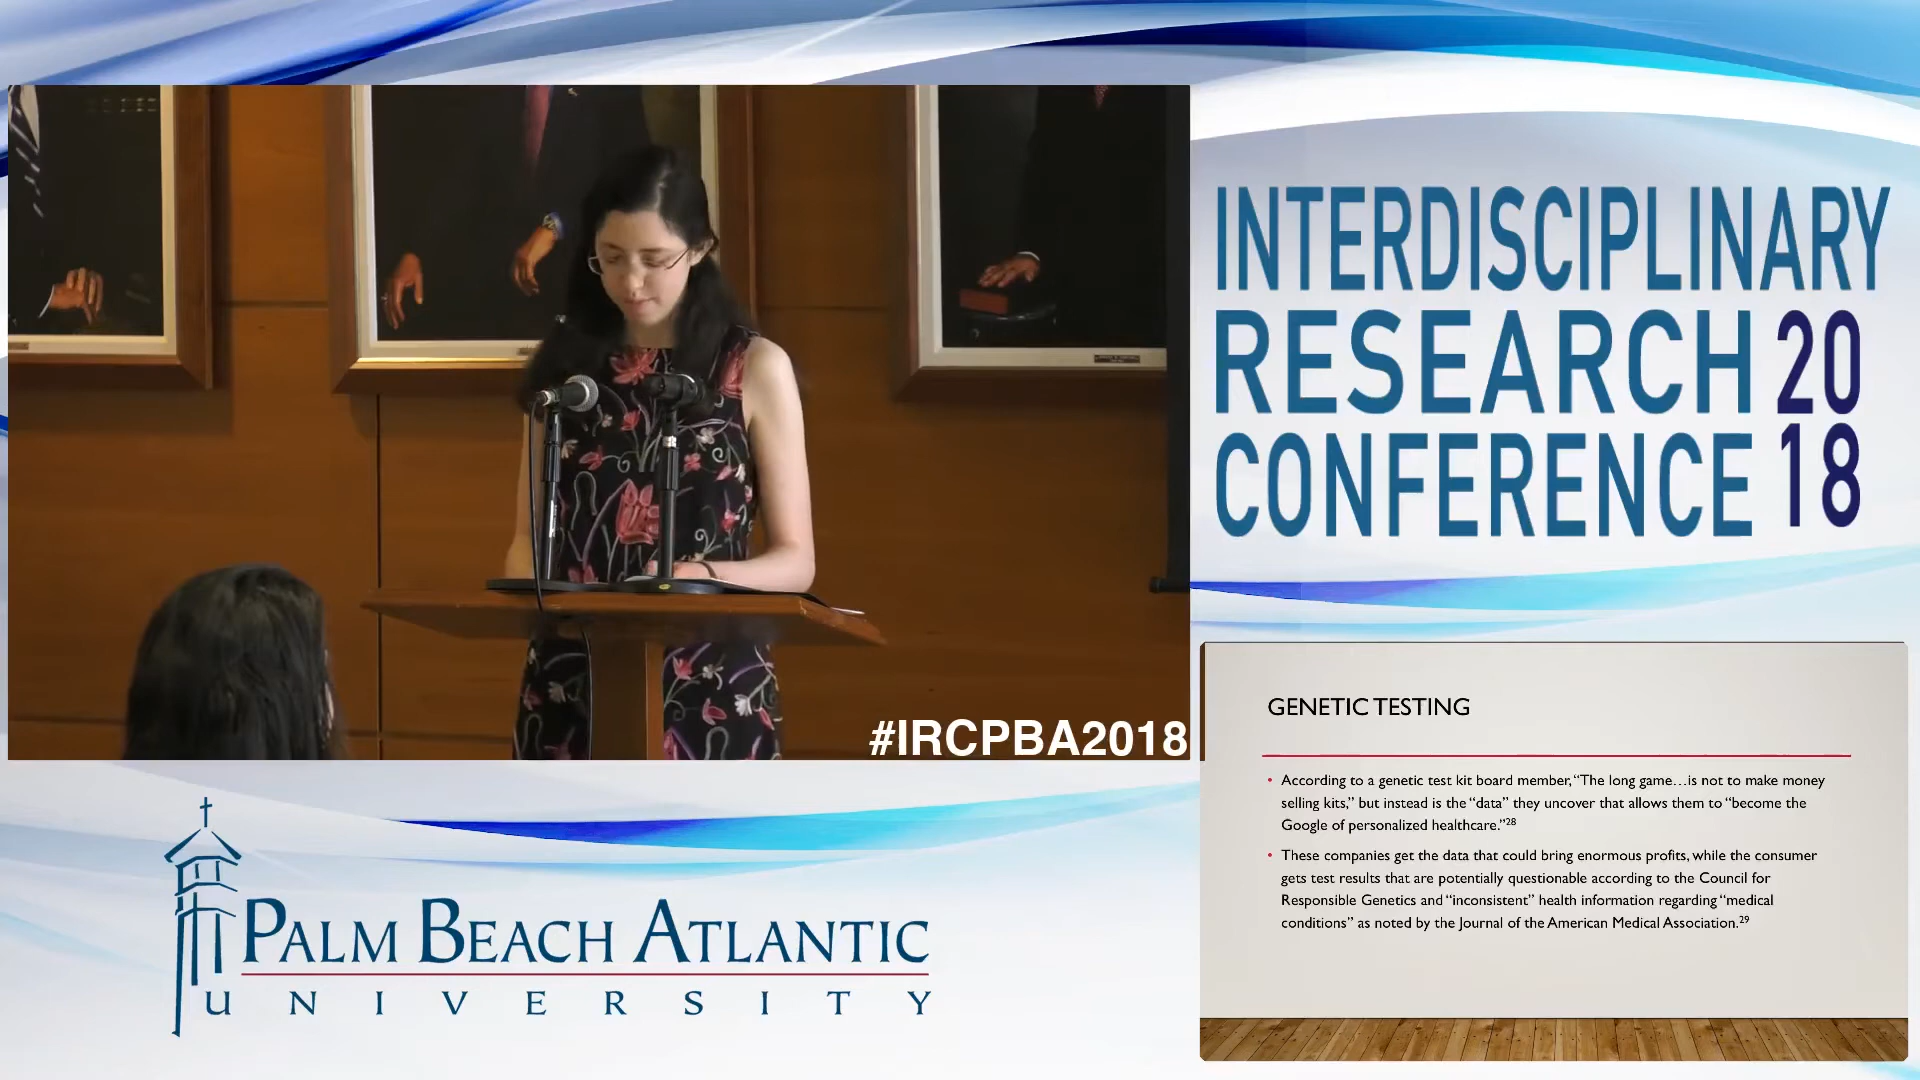 INTERDISCIPLINARY
RESEARCH 20
CONFERENCE 18
#IRCPBA2018
GENETIC TESTING
• According to a genetic test kit board member, “The long game…is not to make money
selling kits,” but instead is the “data” they uncover that allows them to “become the
Google of personalized healthcare.”28
• These companies get the data that could bring enormous profits, while the consumer
gets test results that are potentially questionable according to the Council for
Responsible Genetics and “inconsistent” health information regarding “medical
conditions” as noted by the Journal of the American Medical Association.29
PALM BEACH ATLANTIC
UNIVERSITY